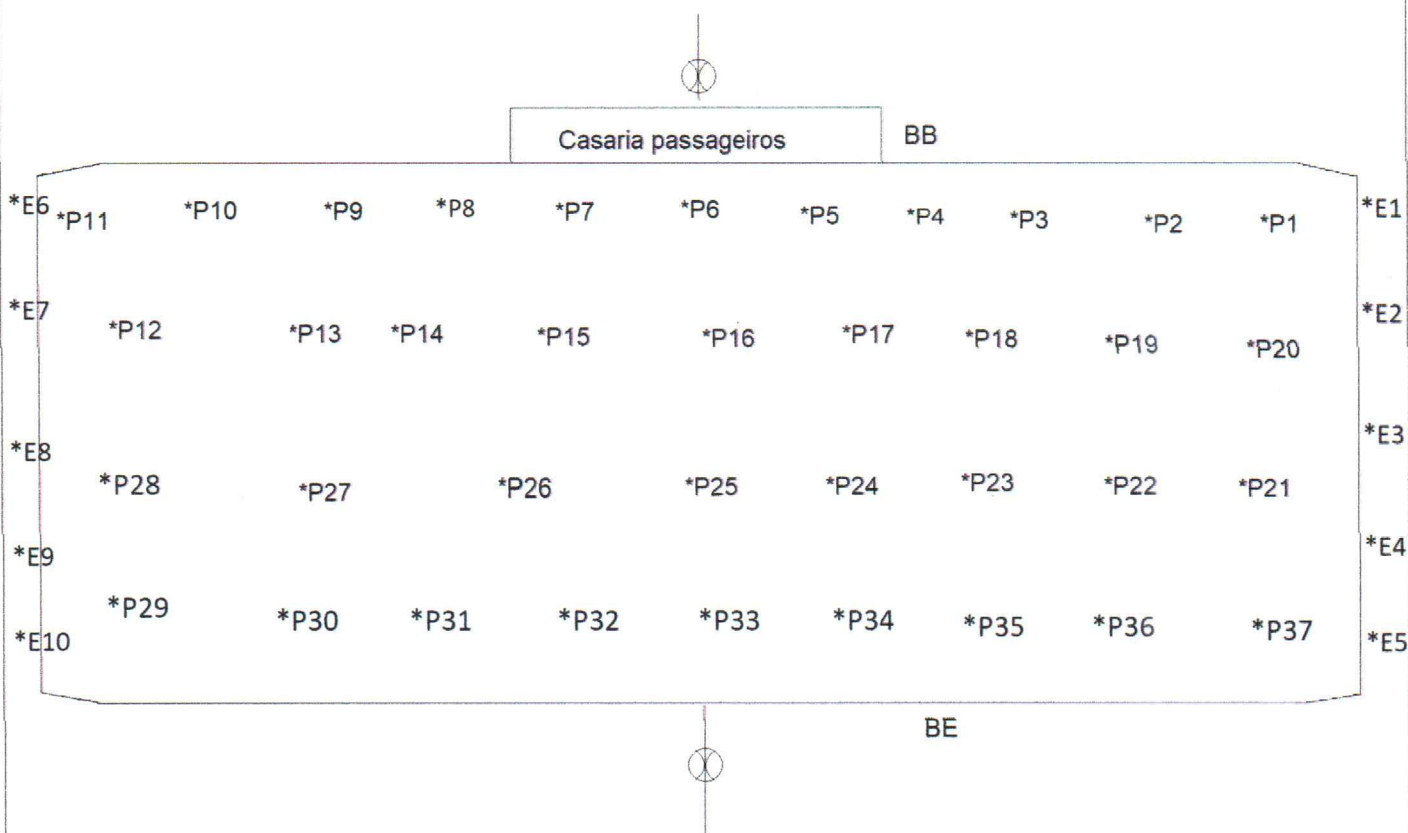 Casaria passageiros BB
*E6 *P11 *P10 *P9 *P8 *P7 *P6 *P5 *P4 *P3 *P2 *P1 *E1
*E7 *P12 *P13 *P14 *P15 *P16 *P17 *P18 *P19 *P20 *E2
*E8 *P28 *P27 *P26 *P25 *P24 *P23 *P22 *P21 *E3
*E9 *E4
*P29 *P30 *P31 *P32 *P33 *P34 *P35 *P36 *P37
*E10 *E5
BE